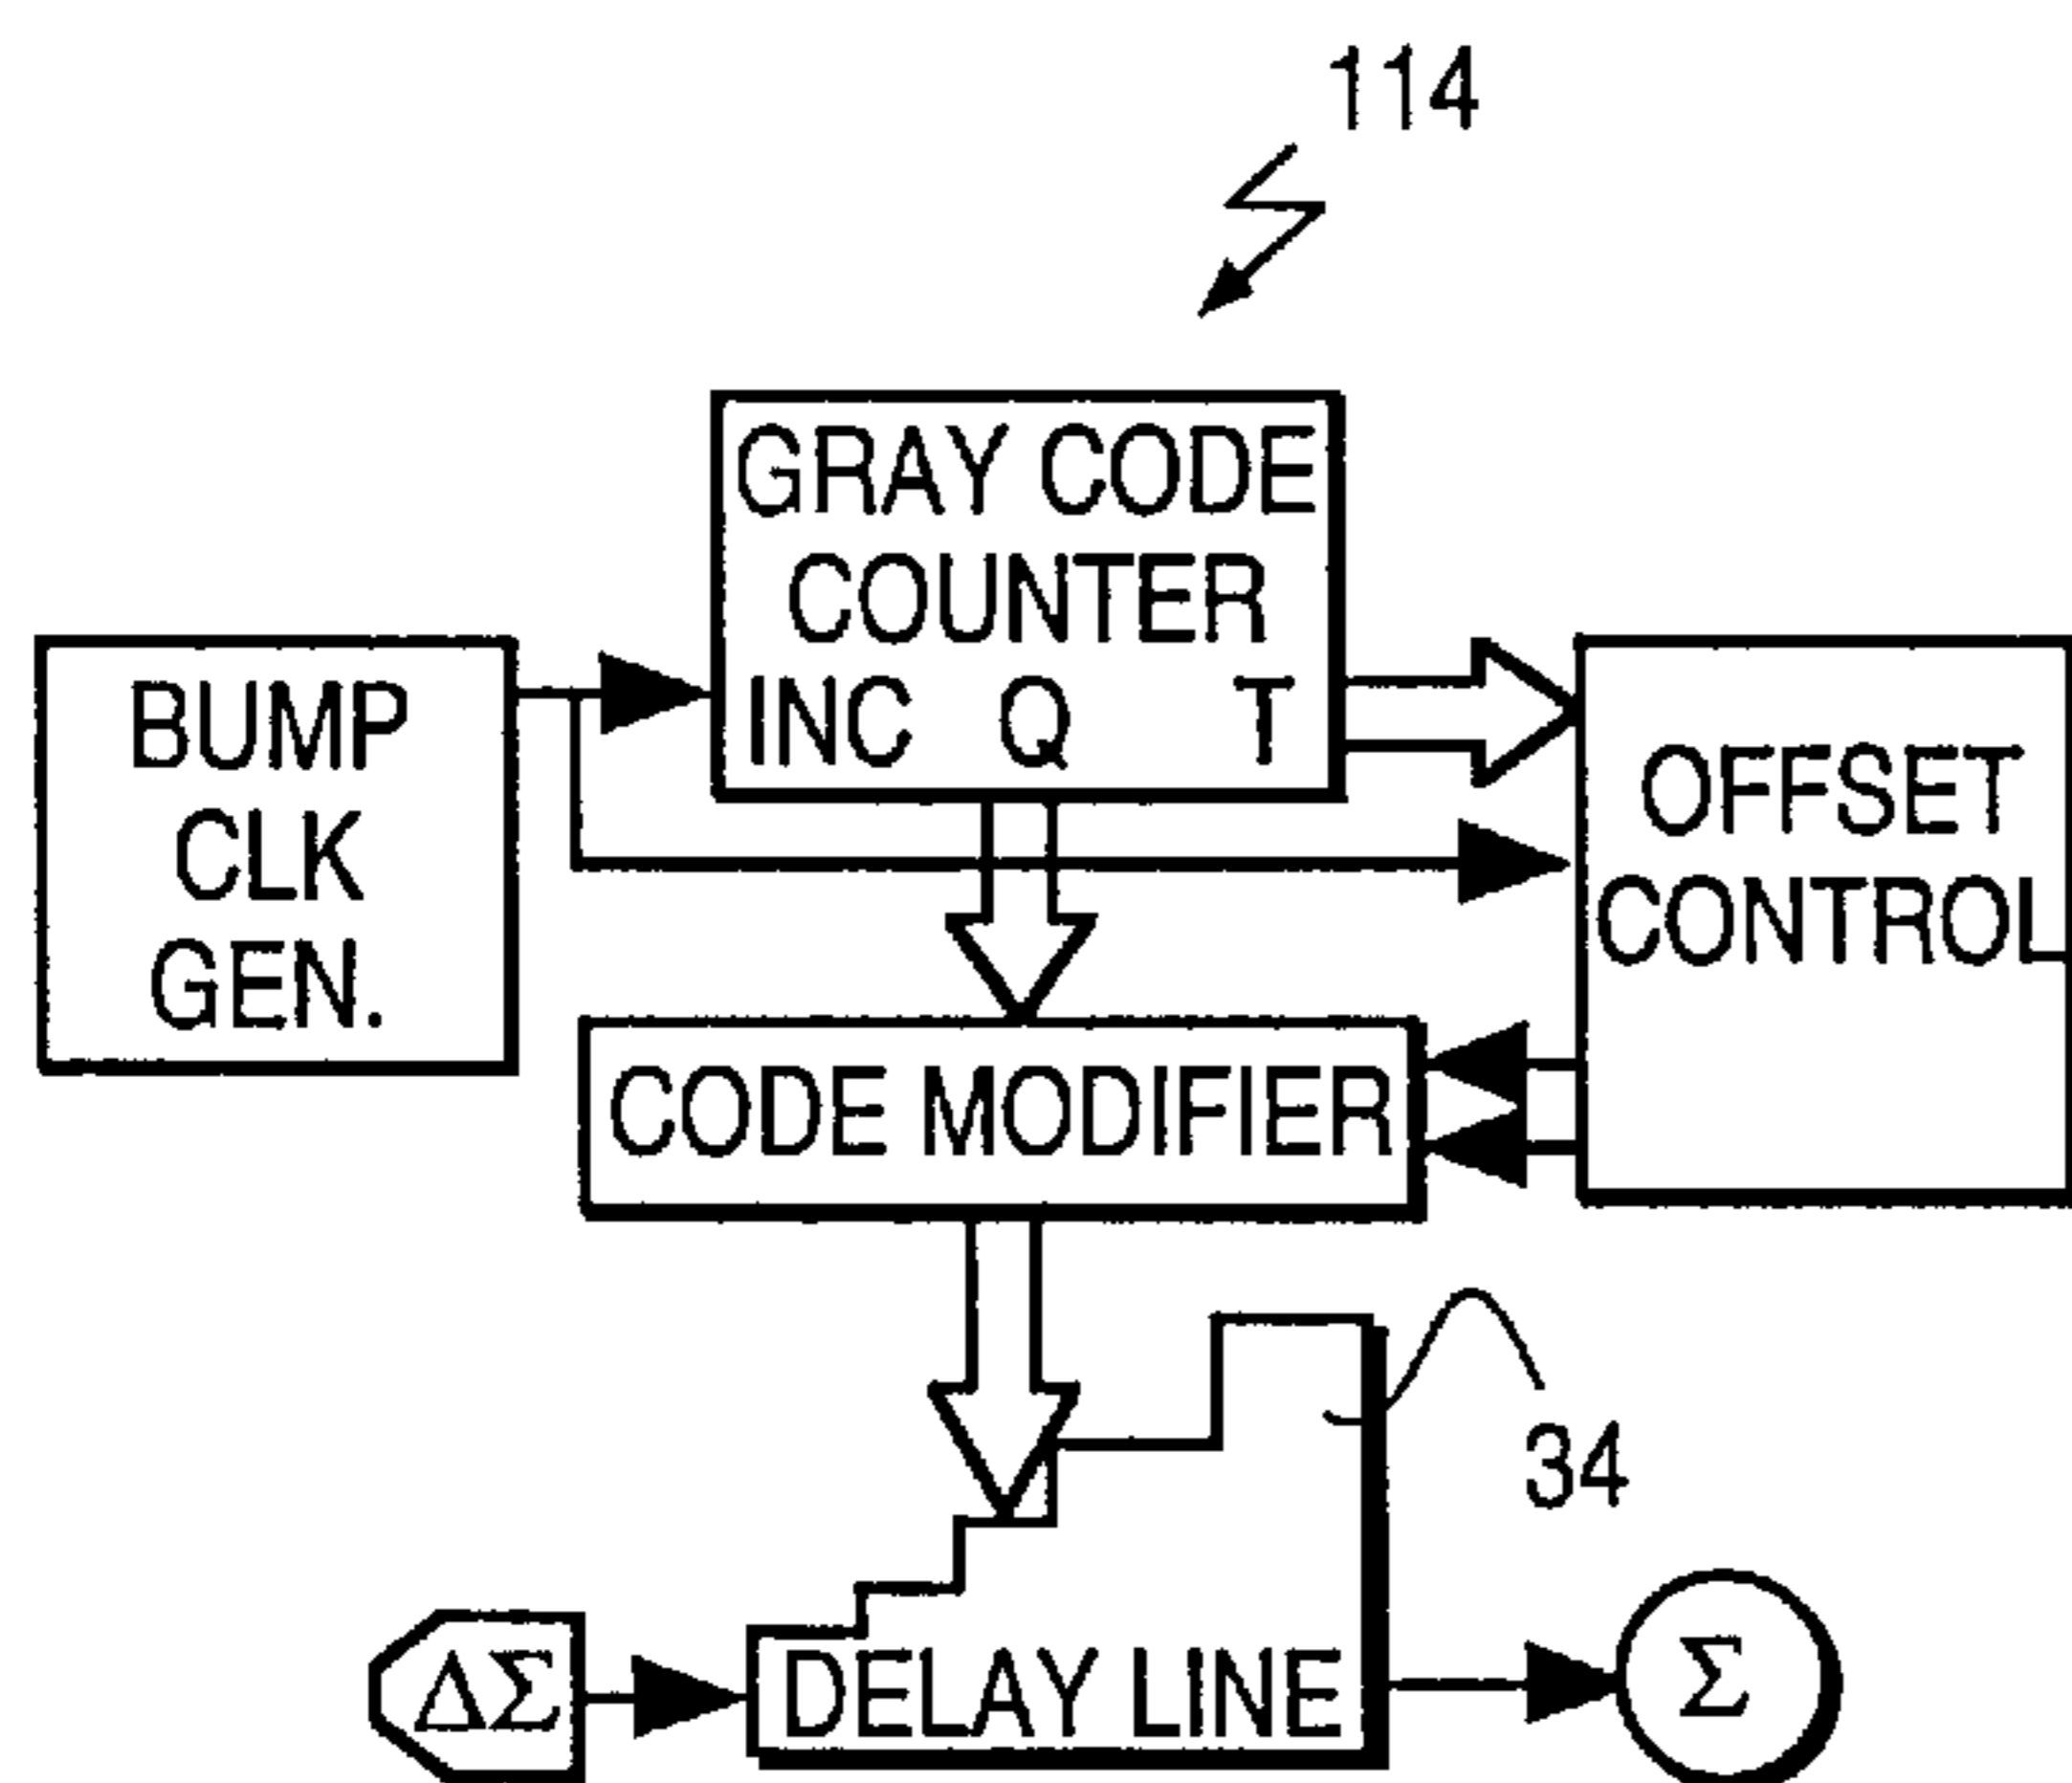 114
GRAY CODE
COUNTER
INC Q T
BUMP
CLK
GEN.
OFFSET
CONTROL
CODE MODIFIER
34
ΔΣ
DELAY LINE
Σ